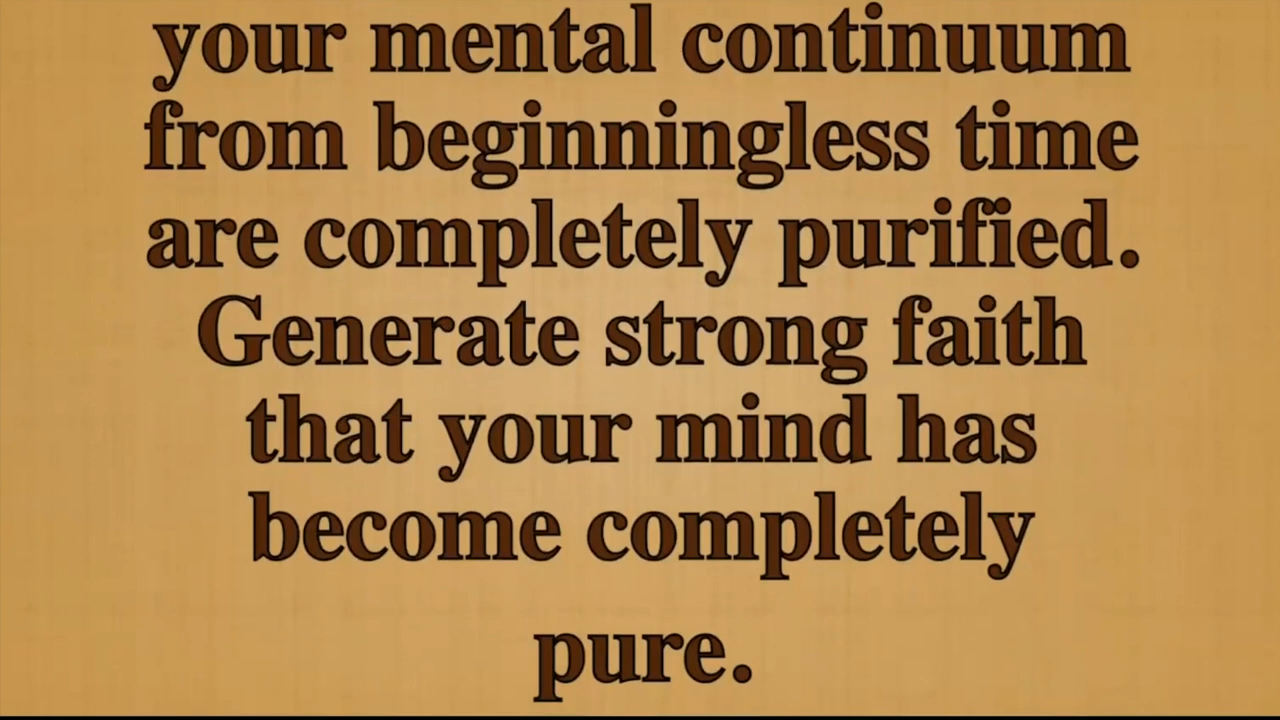 your mental continuum
from beginningless time
are completely purified.
Generate strong faith
that your mind has
become completely
pure.